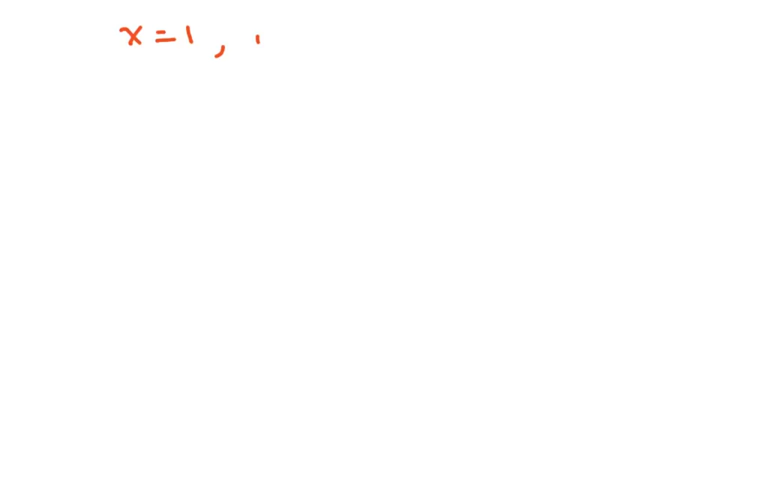 x = 1 ,